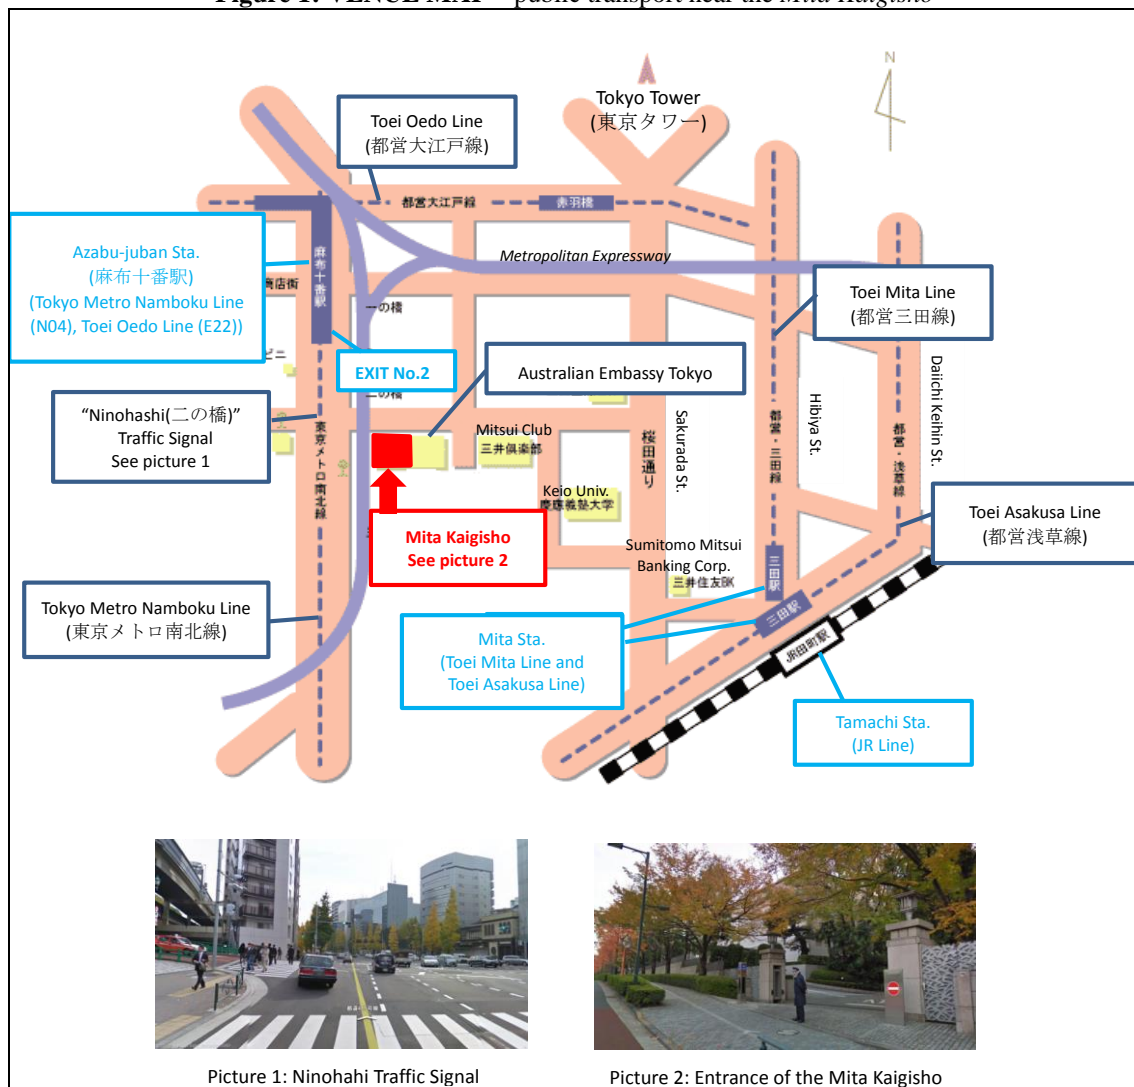 Figure 1: VENUE MAP – public transport near the Mita Kaigisho
N
Tokyo Tower
(東京タワー)
Toei Oedo Line
(都営大江戸線)
都営大江戸線
赤羽橋
Azabu-juban Sta.
(麻布十番駅)
(Tokyo Metro Namboku Line
(N04), Toei Oedo Line (E22))
麻布十番駅
Metropolitan Expressway
商店街
一の橋
Toei Mita Line
(都営三田線)
ビニ
EXIT No.2
Australian Embassy Tokyo
二の橋
"Ninohashi(二の橋)"
Traffic Signal
See picture 1
東京メトロ南北線
Mitsui Club
三井倶楽部
桜田通り
Sakurada St.
都営・三田線
Hibiya St.
都営・浅草線
Daiichi Keihin St.
Keio Univ.
慶應義塾大学
Mita Kaigisho
See picture 2
Toei Asakusa Line
(都営浅草線)
Sumitomo Mitsui
Banking Corp.
三井住友BK
三田駅
三田駅
Tokyo Metro Namboku Line
(東京メトロ南北線)
Mita Sta.
(Toei Mita Line and
Toei Asakusa Line)
JR田町駅
Tamachi Sta.
(JR Line)
Picture 1: Ninohahi Traffic Signal
Picture 2: Entrance of the Mita Kaigisho